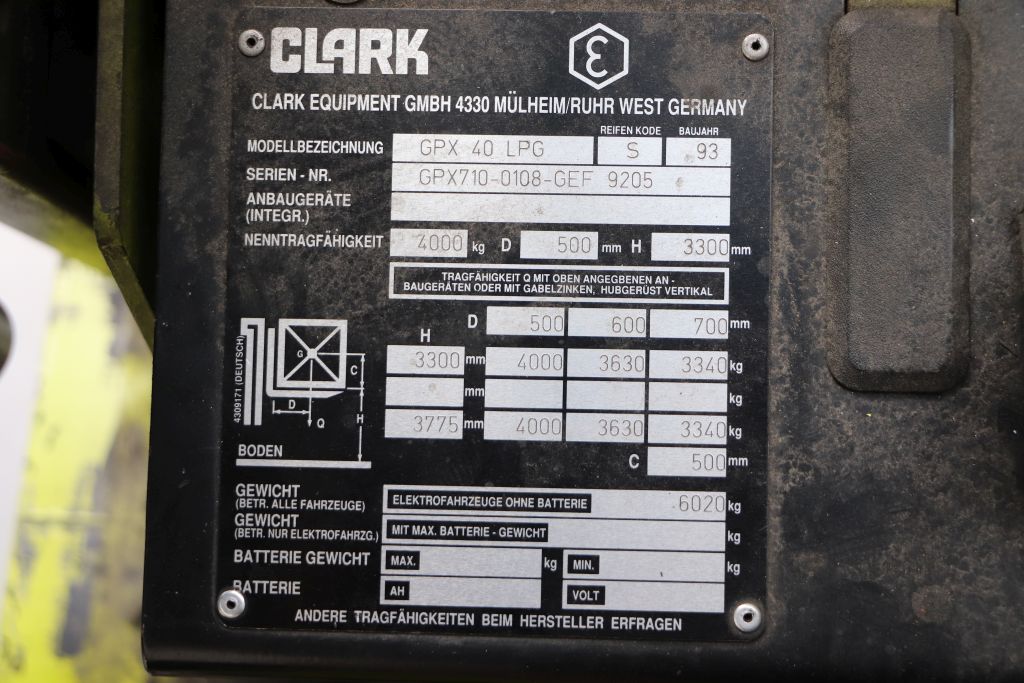 CLARK
CLARK EQUIPMENT GMBH 4330 MÜLHEIM/RUHR WEST GERMANY
REIFEN KODE BAUJAHR
MODELLBEZEICHNUNG GPX 40 LPG S 93
SERIEN - NR. GPX710-0108-GEF 9205
ANBAUGERÄTE
(INTEGR.)
NENNTRAGFÄHIGKEIT 4000 kg D 500 mm H 3300 mm
TRAGFÄHIGKEIT Q MIT OBEN ANGEGBENEN AN -
BAUGERÄTEN ODER MIT GABELZINKEN, HUBGERÜST VERTIKAL
H D 500 600 700 mm
3300 mm 4000 3630 3340 kg
mm kg
3775 mm 4000 3630 3340 kg
C 500 mm
4309171 (DEUTSCH)
G
C
D H
Q
BODEN
GEWICHT
(BETR. ALLE FAHRZEUGE) ELEKTROFAHRZEUGE OHNE BATTERIE 6020 kg
GEWICHT
(BETR. NUR ELEKTROFAHRZG.) MIT MAX. BATTERIE - GEWICHT kg
BATTERIE GEWICHT MAX. kg MIN. kg
BATTERIE AH VOLT
ANDERE TRAGFÄHIGKEITEN BEIM HERSTELLER ERFRAGEN